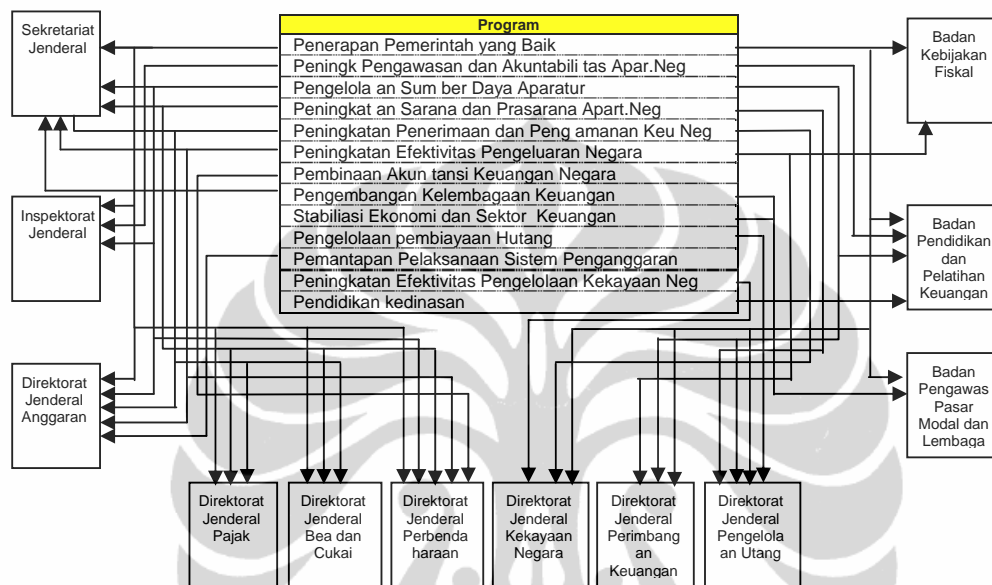 Program
Penerapan Pemerintah yang Baik
Peningk Pengawasan dan Akuntabili tas Apar.Neg
Pengelola an Sum ber Daya Aparatur
Peningkat an Sarana dan Prasarana Apart.Neg
Peningkatan Penerimaan dan Peng amanan Keu Neg
Peningkatan Efektivitas Pengeluaran Negara
Pembinaan Akun tansi Keuangan Negara
Pengembangan Kelembagaan Keuangan
Stabiliasi Ekonomi dan Sektor Keuangan
Pengelolaan pembiayaan Hutang
Pemantapan Pelaksanaan Sistem Penganggaran
Peningkatan Efektivitas Pengelolaan Kekayaan Neg
Pendidikan kedinasan
Sekretariat
Jenderal
Inspektorat
Jenderal
Direktorat
Jenderal
Anggaran
Badan
Kebijakan
Fiskal
Badan
Pendidikan
dan
Pelatihan
Keuangan
Badan
Pengawas
Pasar
Modal dan
Lembaga
Direktorat
Jenderal
Pajak
Direktorat
Jenderal
Bea dan
Cukai
Direktorat
Jenderal
Perbenda
haraan
Direktorat
Jenderal
Kekayaan
Negara
Direktorat
Jenderal
Perimbang
an
Keuangan
Direktorat
Jenderal
Pengelola
an Utang